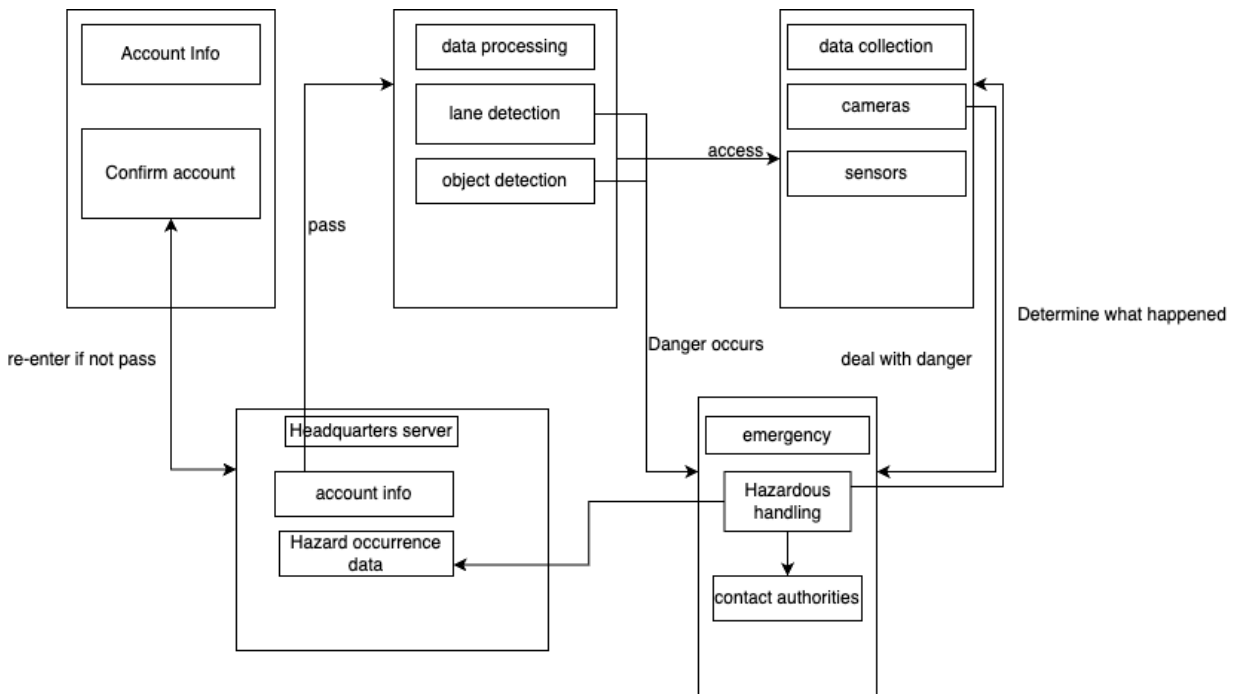 Account Info
Confirm account
data processing
lane detection
object detection
data collection
cameras
sensors
access
pass
re-enter if not pass
Danger occurs
deal with danger
Determine what happened
Headquarters server
account info
Hazard occurrence
data
emergency
Hazardous
handling
contact authorities